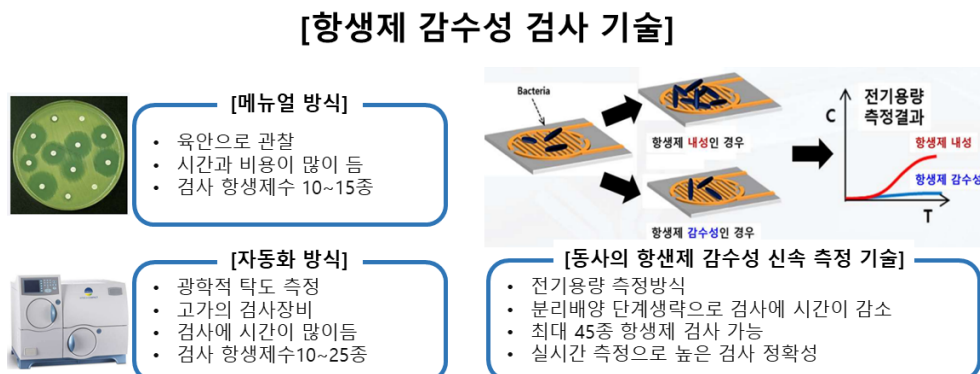 [항생제 감수성 검사 기술]
[메뉴얼 방식]
• 육안으로 관찰
• 시간과 비용이 많이 듬
• 검사 항생제수 10~15종
Bacteria
항생제 내성인 경우
항생제 감수성인 경우
전기용량
측정결과
C
항생제 내성
항생제 감수성
T
[자동화 방식]
• 광학적 탁도 측정
• 고가의 검사장비
• 검사에 시간이 많이듬
• 검사 항생제수10~25종
[동사의 항샌제 감수성 신속 측정 기술]
• 전기용량 측정방식
• 분리배양 단계생략으로 검사에 시간이 감소
• 최대 45종 항생제 검사 가능
• 실시간 측정으로 높은 검사 정확성